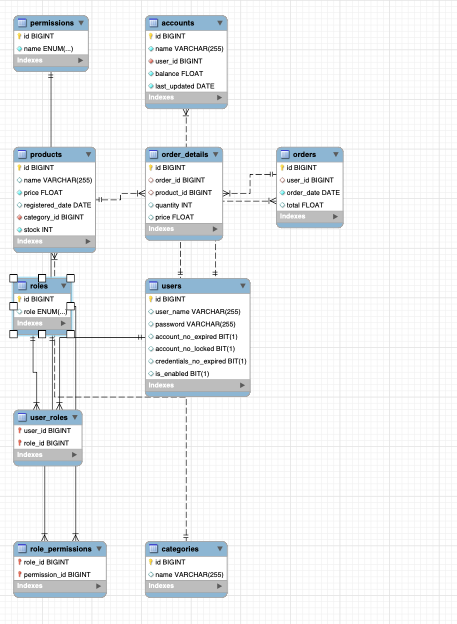 permissions
id BIGINT
name ENUM(...)
Indexes
accounts
id BIGINT
name VARCHAR(255)
user_id BIGINT
balance FLOAT
last_updated DATE
Indexes
products
id BIGINT
name VARCHAR(255)
price FLOAT
registered_date DATE
category_id BIGINT
stock INT
Indexes
order_details
id BIGINT
order_id BIGINT
product_id BIGINT
quantity INT
price FLOAT
Indexes
orders
id BIGINT
user_id BIGINT
order_date DATE
total FLOAT
Indexes
roles
id BIGINT
role ENUM(...)
Indexes
users
id BIGINT
user_name VARCHAR(255)
password VARCHAR(255)
account_no_expired BIT(1)
account_no_locked BIT(1)
credentials_no_expired BIT(1)
is_enabled BIT(1)
Indexes
user_roles
user_id BIGINT
role_id BIGINT
Indexes
role_permissions
role_id BIGINT
permission_id BIGINT
Indexes
categories
id BIGINT
name VARCHAR(255)
Indexes